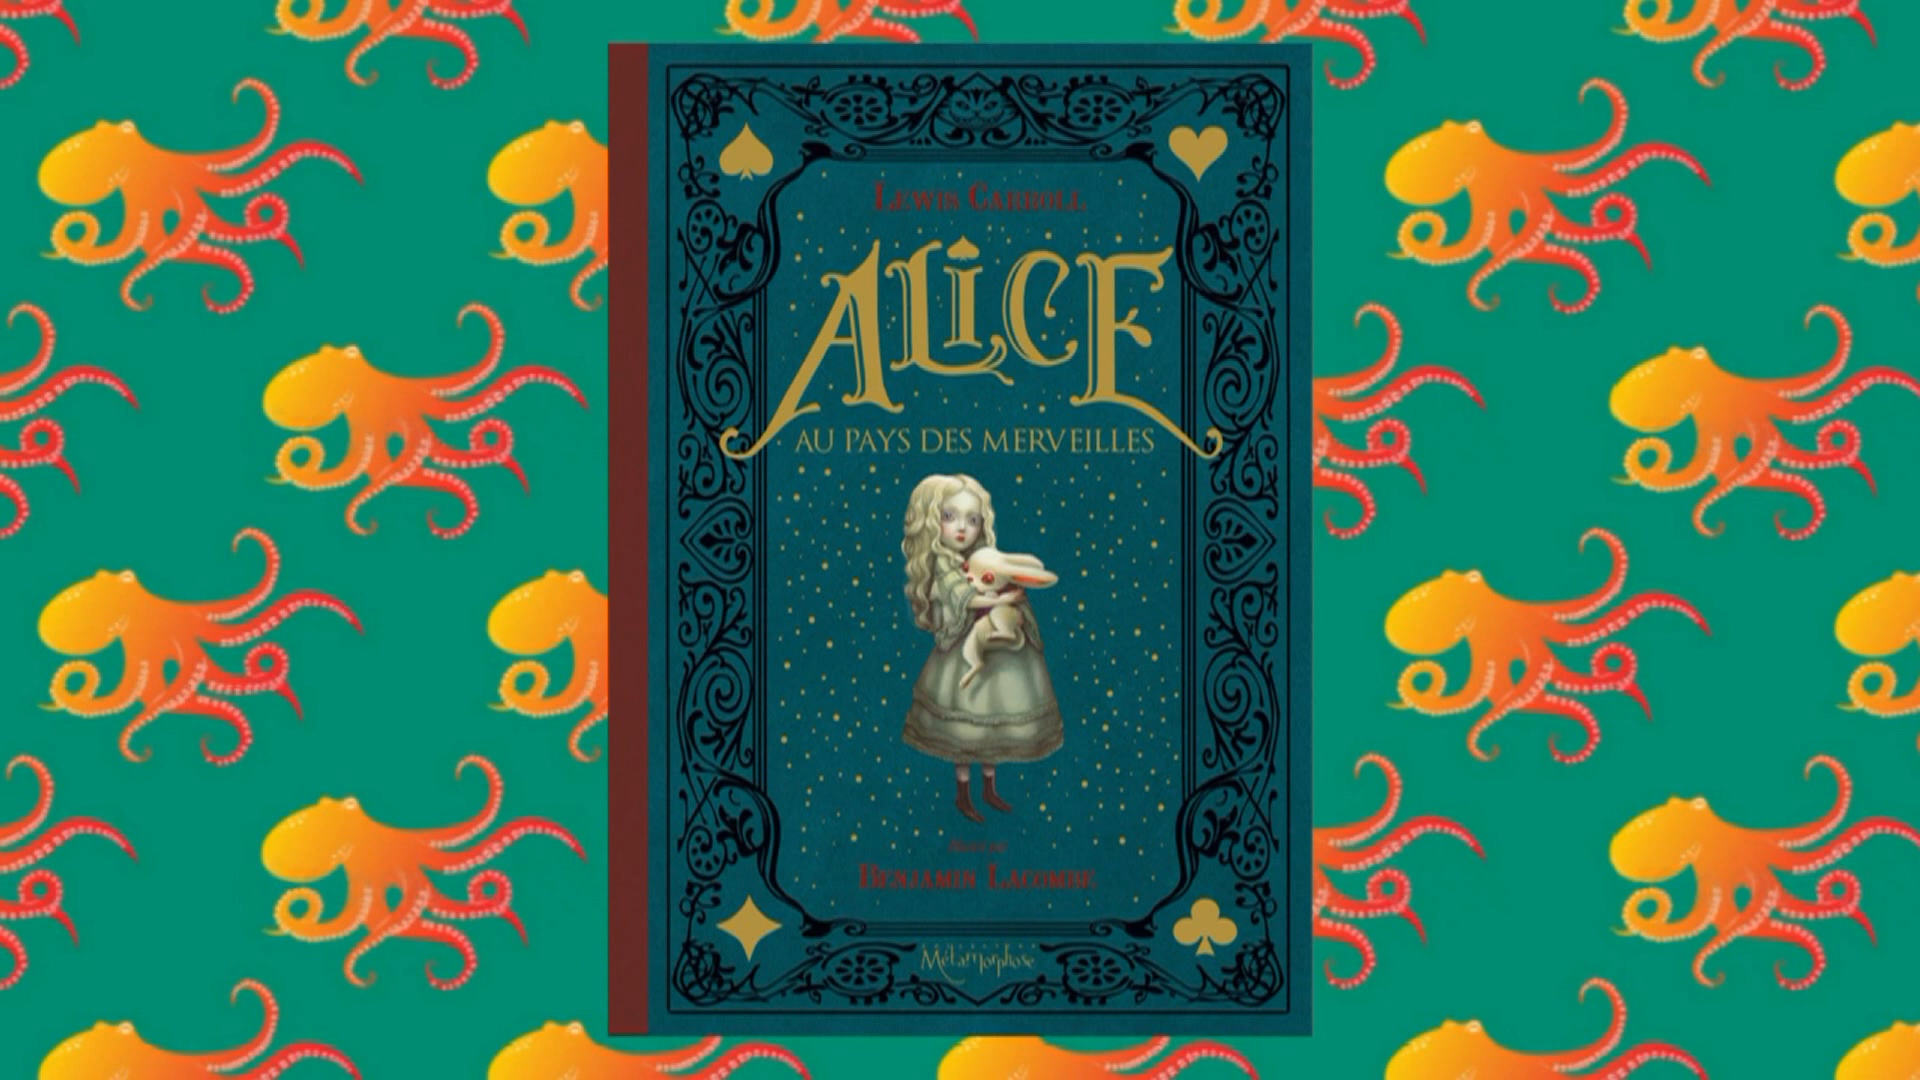 LEWIS CARROLL
ALiCE
AU PAYS DES MERVEILLES
BENJAMIN LACOMBE
Métamorphose